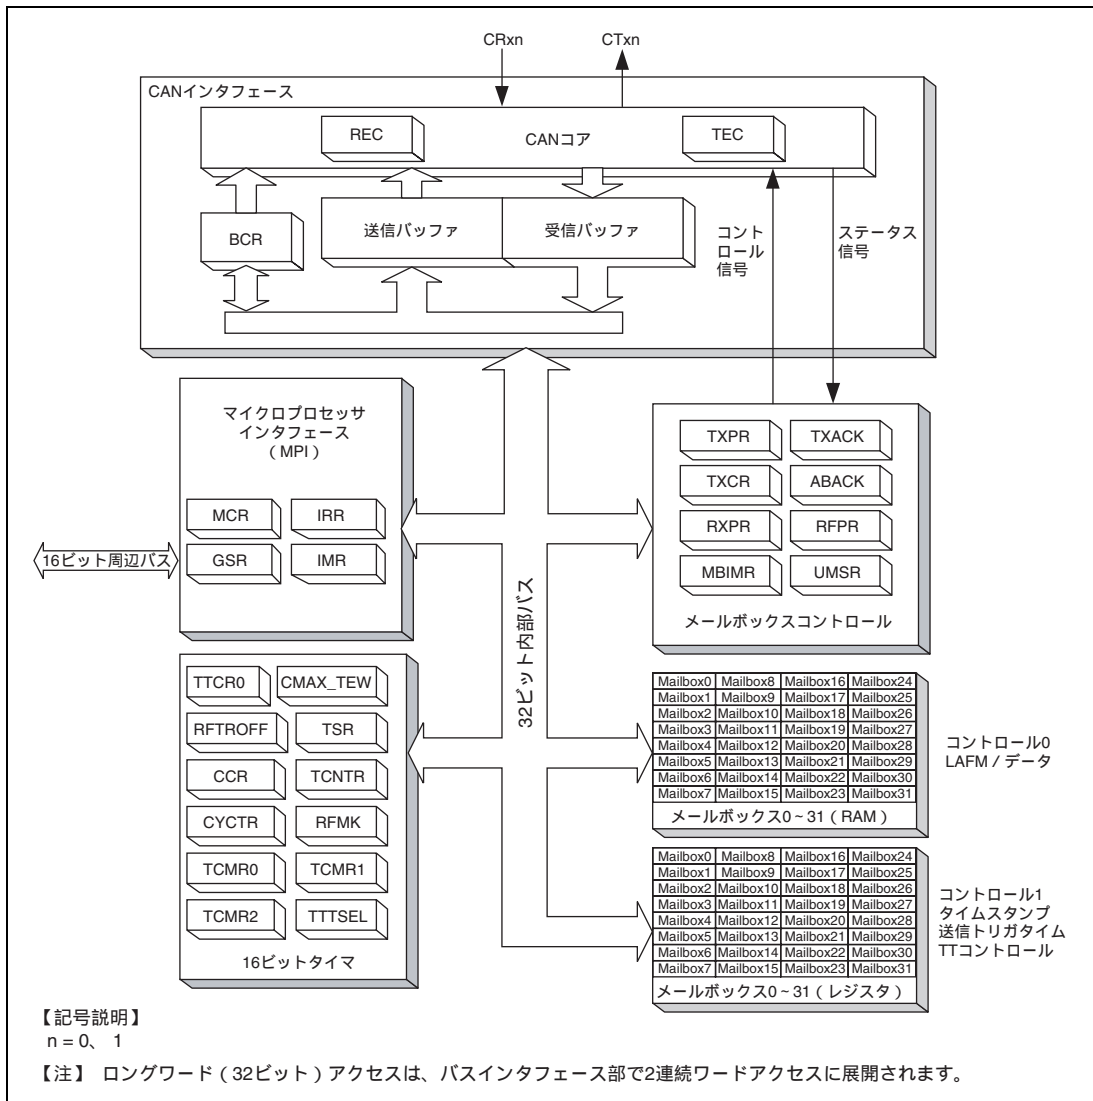 CRxn
CTxn
CANインタフェース
REC
CANコア
TEC
BCR
送信バッファ
受信バッファ
コント
ロール
信号
ステータス
信号
マイクロプロセッサ
インタフェース
（MPI）
MCR
IRR
GSR
IMR
16ビット周辺バス
32ビット内部バス
TXPR
TXACK
TXCR
ABACK
RXPR
RFPR
MBIMR
UMSR
メールボックスコントロール
TTCR0
CMAX_TEW
RFTROFF
TSR
CCR
TCNTR
CYCTR
RFMK
TCMR0
TCMR1
TCMR2
TTTSEL
16ビットタイマ
Mailbox0 Mailbox8 Mailbox16 Mailbox24
Mailbox1 Mailbox9 Mailbox17 Mailbox25
Mailbox2 Mailbox10 Mailbox18 Mailbox26
Mailbox3 Mailbox11 Mailbox19 Mailbox27
Mailbox4 Mailbox12 Mailbox20 Mailbox28
Mailbox5 Mailbox13 Mailbox21 Mailbox29
Mailbox6 Mailbox14 Mailbox22 Mailbox30
Mailbox7 Mailbox15 Mailbox23 Mailbox31
メールボックス0～31（RAM）
コントロール0
LAFM / データ
Mailbox0 Mailbox8 Mailbox16 Mailbox24
Mailbox1 Mailbox9 Mailbox17 Mailbox25
Mailbox2 Mailbox10 Mailbox18 Mailbox26
Mailbox3 Mailbox11 Mailbox19 Mailbox27
Mailbox4 Mailbox12 Mailbox20 Mailbox28
Mailbox5 Mailbox13 Mailbox21 Mailbox29
Mailbox6 Mailbox14 Mailbox22 Mailbox30
Mailbox7 Mailbox15 Mailbox23 Mailbox31
メールボックス0～31（レジスタ）
コントロール1
タイムスタンプ
送信トリガタイム
TTコントロール
【記号説明】
n = 0、 1
【注】 ロングワード（32ビット）アクセスは、バスインタフェース部で2連続ワードアクセスに展開されます。